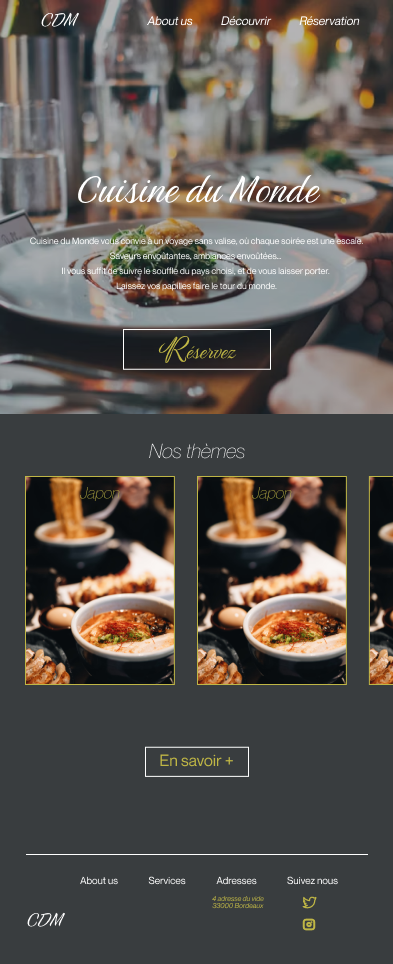 CDM About us Découvrir Réservation
Cuisine du Monde
Cuisine du Monde vous convie à un voyage sans valise, où chaque soirée est une escale.
Saveurs envoûtantes, ambiances envoûtées..
Il vous suffit de suivre le souffle du pays choisi, et de vous laisser porter.
Laissez vos papilles faire le tour du monde.
Réservez
Nos thèmes
Japon Japon
En savoir +
About us Services Adresses Suivez nous
4 adresse du vide
33000 Bordeaux
CDM